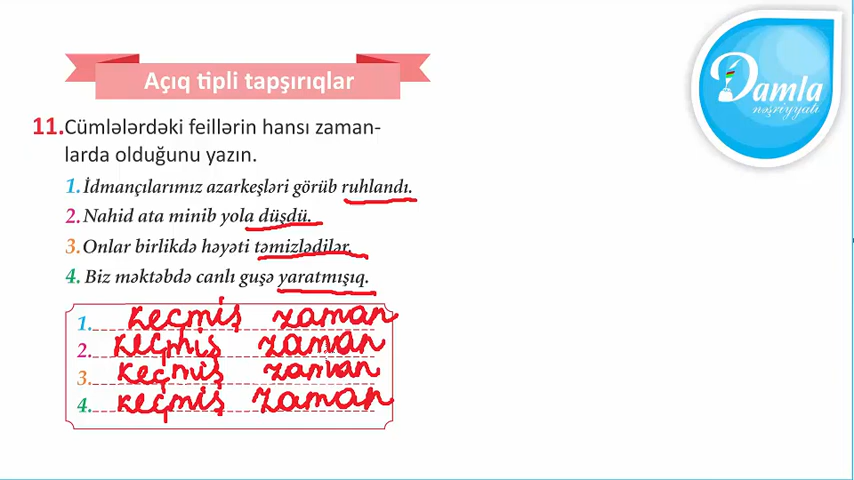 Açıq tipli tapşırıqlar
Damla
nəşriyyatı
11. Cümlələrdəki feillərin hansı zaman-
larda olduğunu yazın.
1. İdmançılarımız azarkeşləri görüb ruhlandı.
2. Nahid ata minib yola düşdü.
3. Onlar birlikdə həyəti təmizlədilər.
4. Biz məktəbdə canlı guşə yaratmışıq.
1. keçmiş zaman
2. keçmiş zaman
3. keçmiş zaman
4. keçmiş zaman